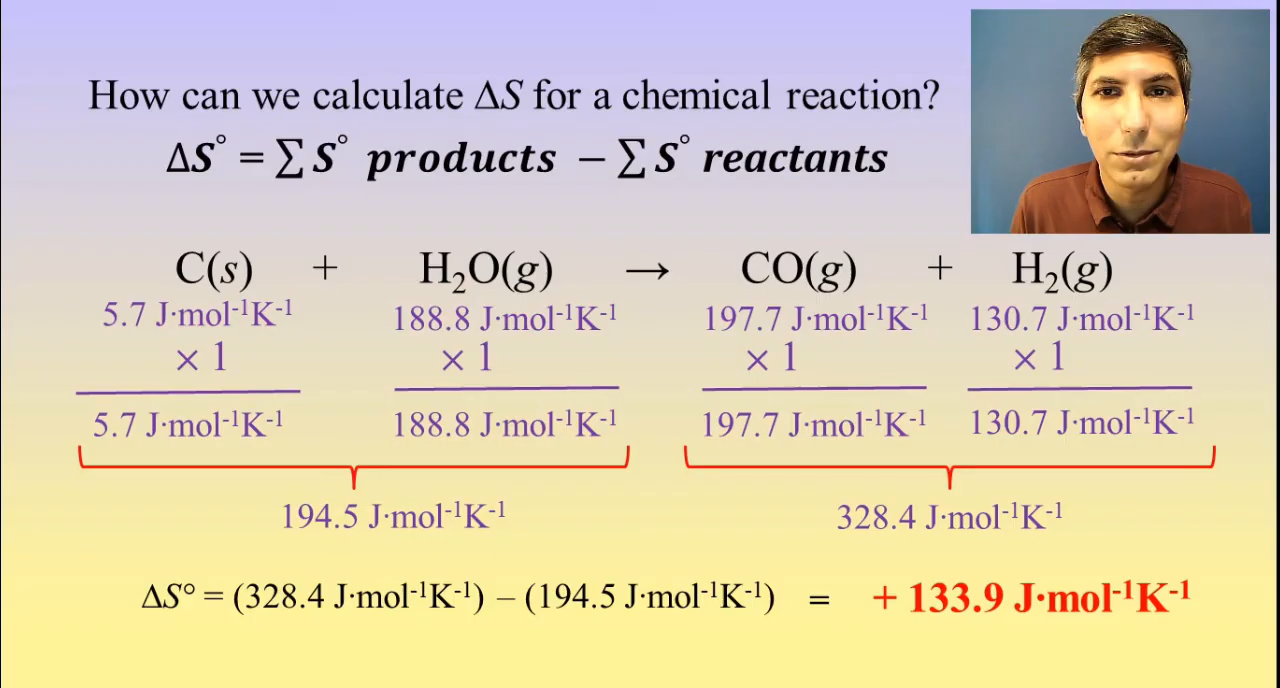 How can we calculate ΔS for a chemical reaction?
ΔS° = ∑ S° products − ∑ S° reactants
C(s) + H₂O(g) → CO(g) + H₂(g)
5.7 J·mol⁻¹K⁻¹ 188.8 J·mol⁻¹K⁻¹ 197.7 J·mol⁻¹K⁻¹ 130.7 J·mol⁻¹K⁻¹
× 1 × 1 × 1 × 1
5.7 J·mol⁻¹K⁻¹ 188.8 J·mol⁻¹K⁻¹ 197.7 J·mol⁻¹K⁻¹ 130.7 J·mol⁻¹K⁻¹
194.5 J·mol⁻¹K⁻¹ 328.4 J·mol⁻¹K⁻¹
ΔS° = (328.4 J·mol⁻¹K⁻¹) – (194.5 J·mol⁻¹K⁻¹) = + 133.9 J·mol⁻¹K⁻¹